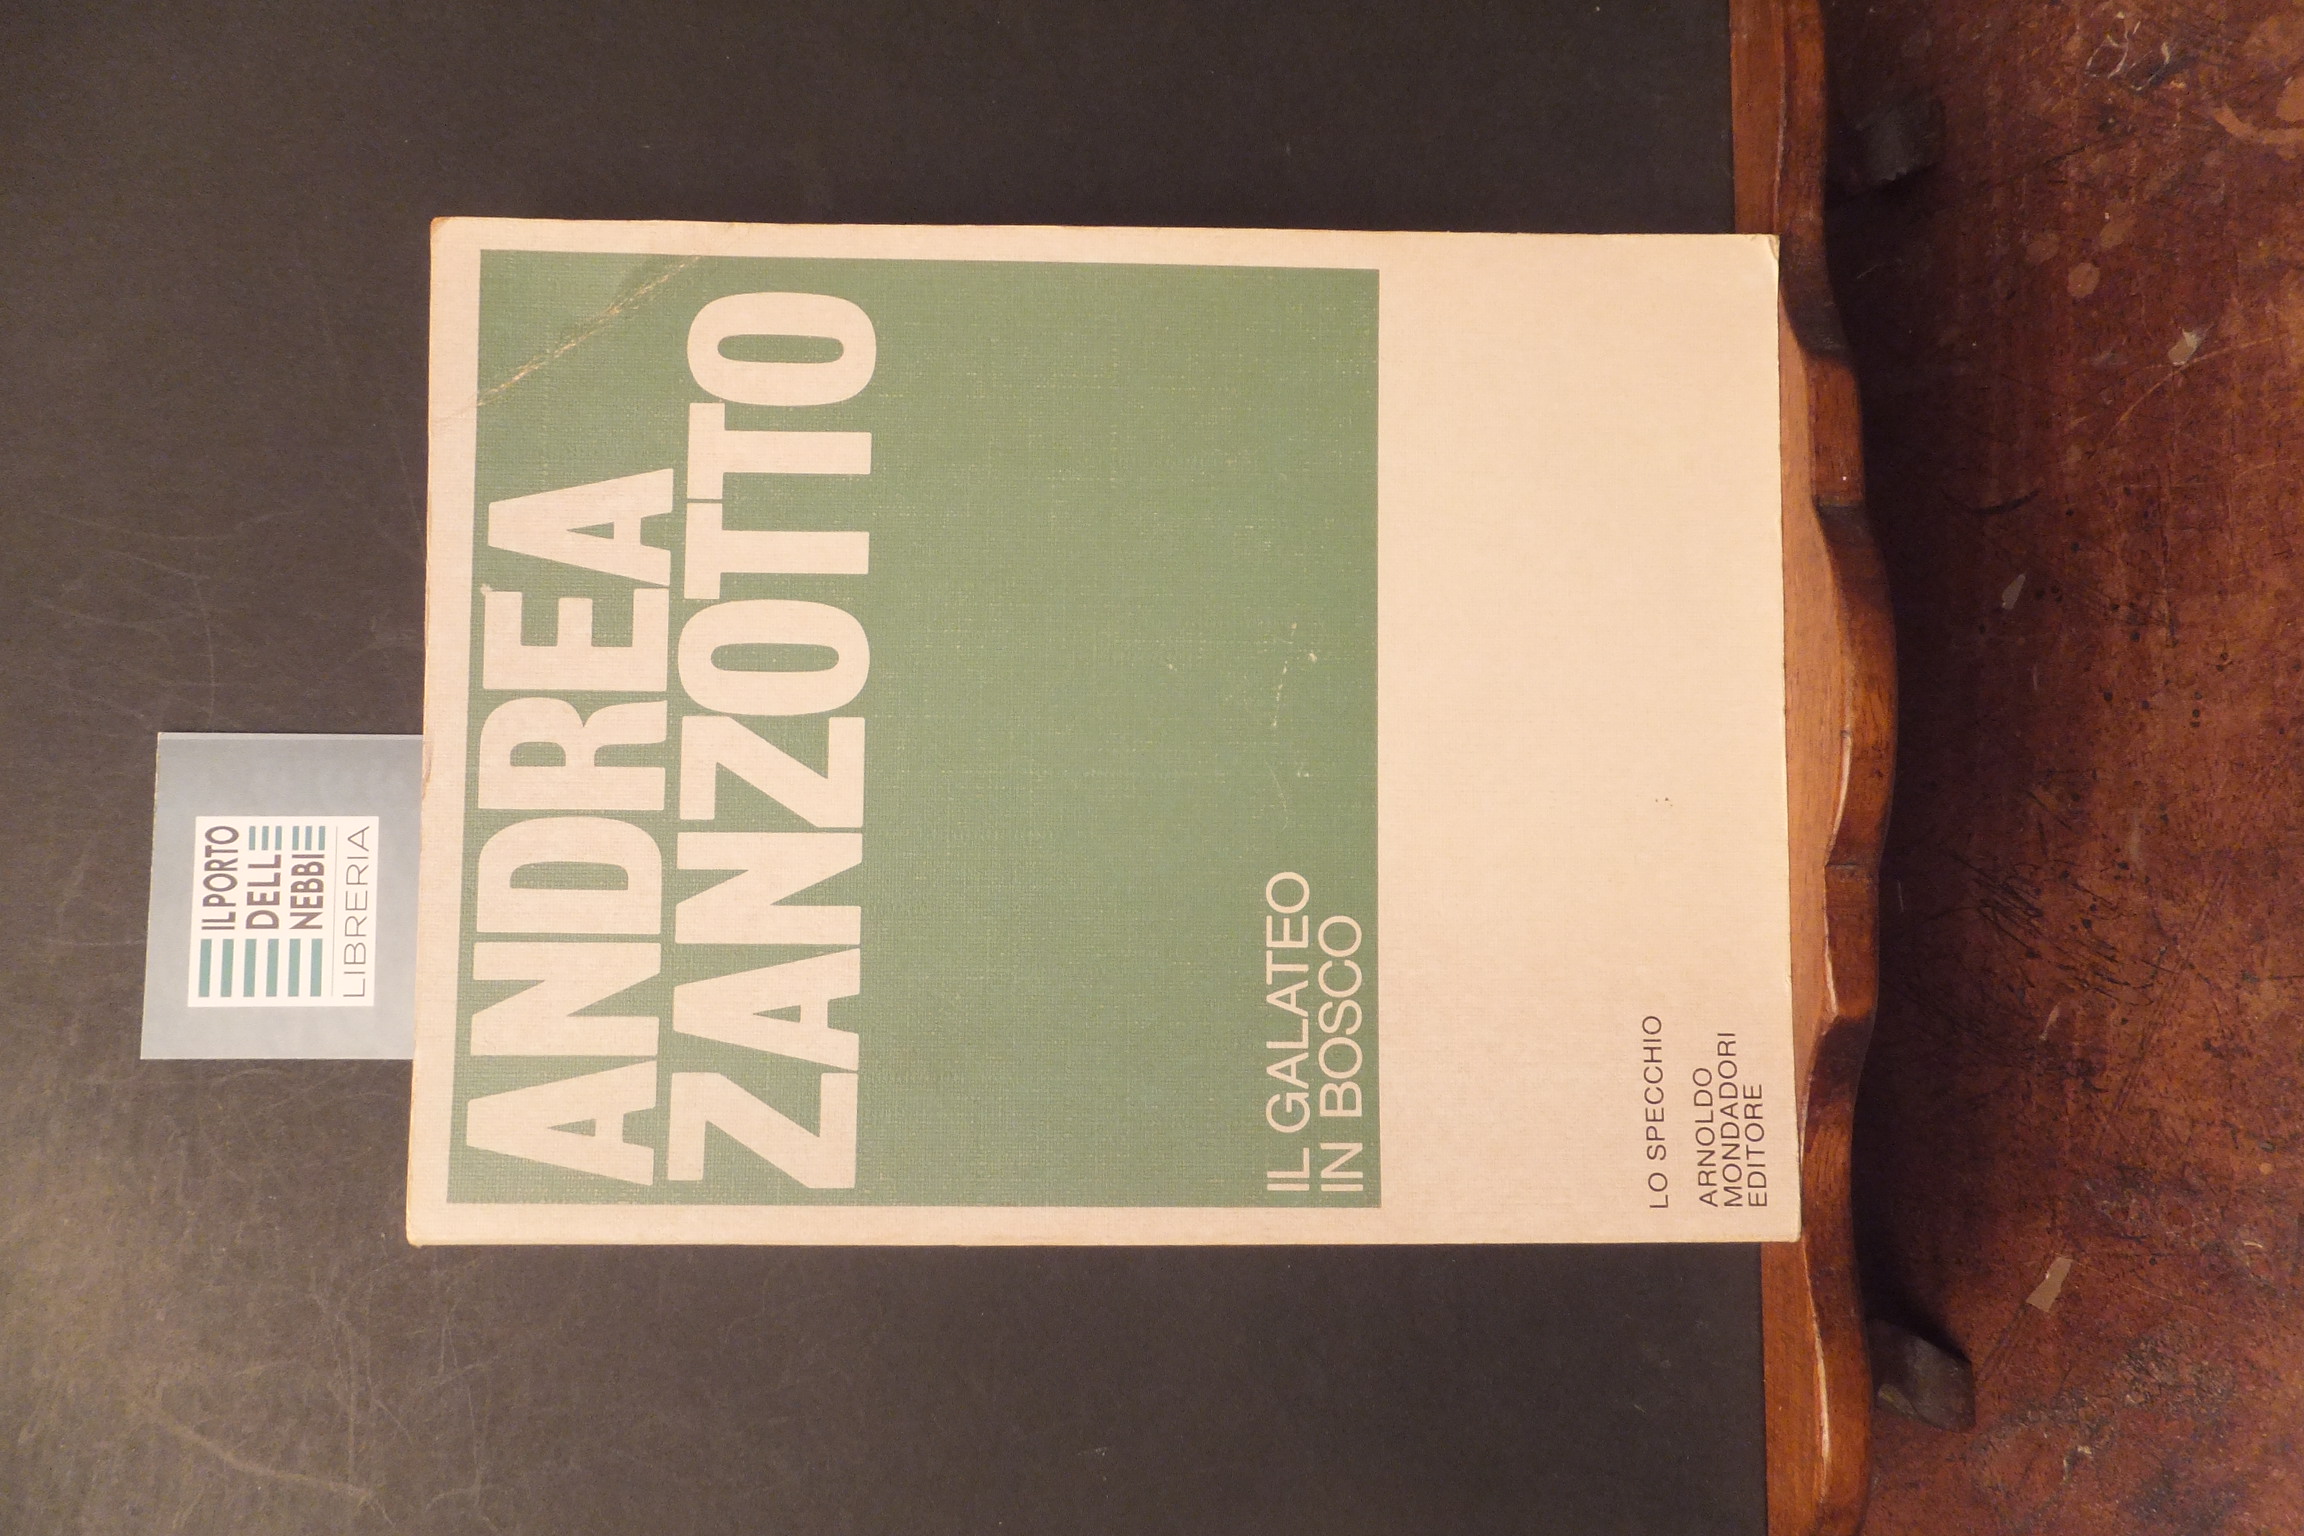 IL PORTO
DELLE
NEBBIE
LIBRERIA
ANDREA
ZANZOTTO
IL GALATEO
IN BOSCO
LO SPECCHIO
ARNOLDO
MONDADORI
EDITORE